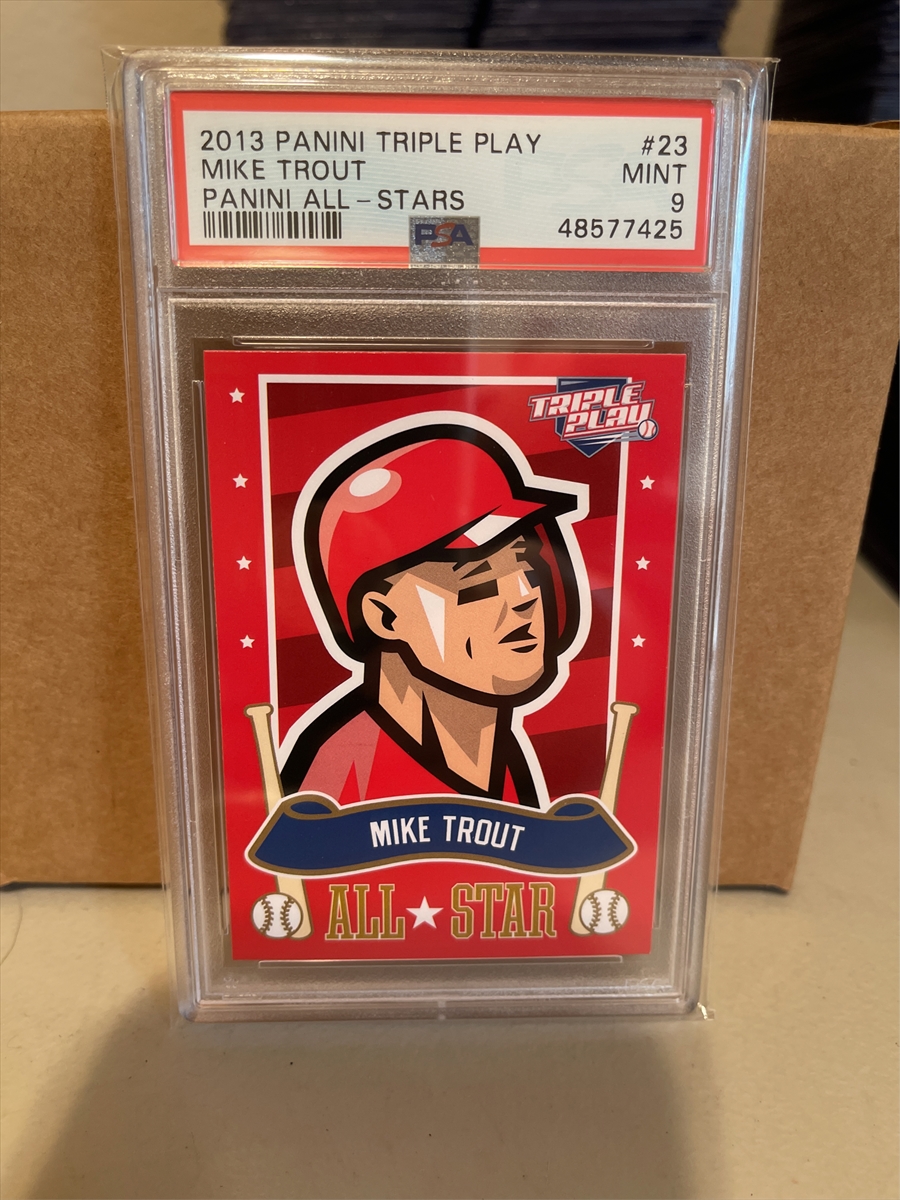 2013 PANINI TRIPLE PLAY #23
MIKE TROUT MINT
PANINI ALL-STARS 9
PSA 48577425
TRIPLE
PLAY
MIKE TROUT
ALL★STAR